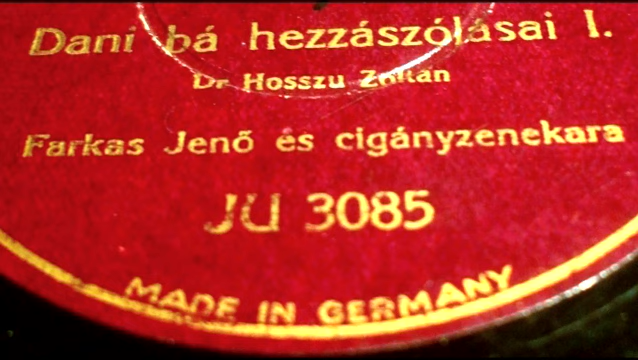 Dani bá hezzászólásai I.
Dr Hosszu Zoltán
Farkas Jenő és cigányzenekara
JU 3085
MADE IN GERMANY